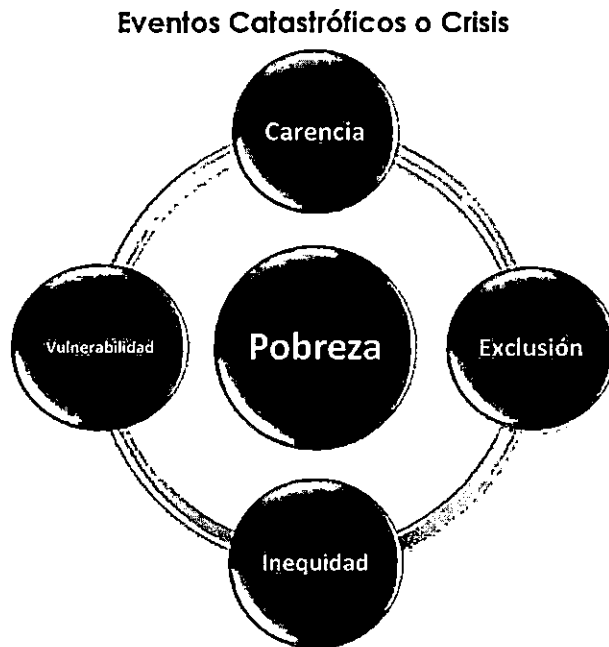 Eventos Catastróficos o Crisis
Carencia
Vulnerabilidad
Pobreza
Exclusión
Inequidad